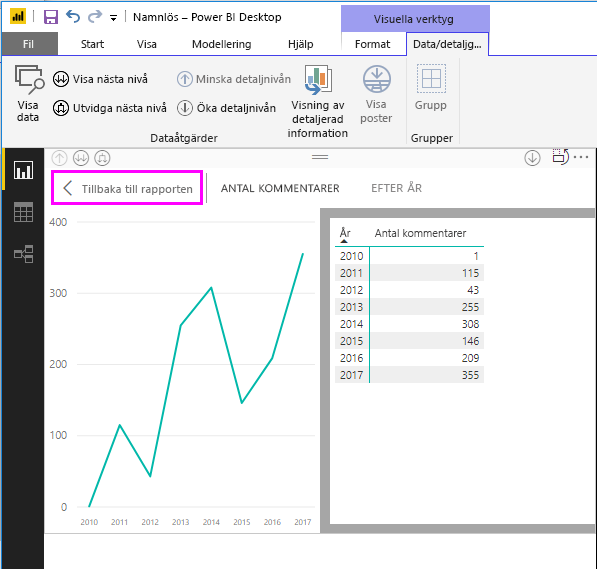 Namnlös – Power BI Desktop
Visuella verktyg
Fil Start Visa Modellering Hjälp Format Data/detaljg...
Visa data
Visa nästa nivå
Utvidga nästa nivå
Minska detaljnivån
Öka detaljnivån
Visning av detaljerad information
Visa poster
Grupp
Dataåtgärder
Grupper
Tillbaka till rapporten
ANTAL KOMMENTARER
EFTER ÅR
400
300
200
100
0
2010 2011 2012 2013 2014 2015 2016 2017
År Antal kommentarer
2010 1
2011 115
2012 43
2013 255
2014 308
2015 146
2016 209
2017 355